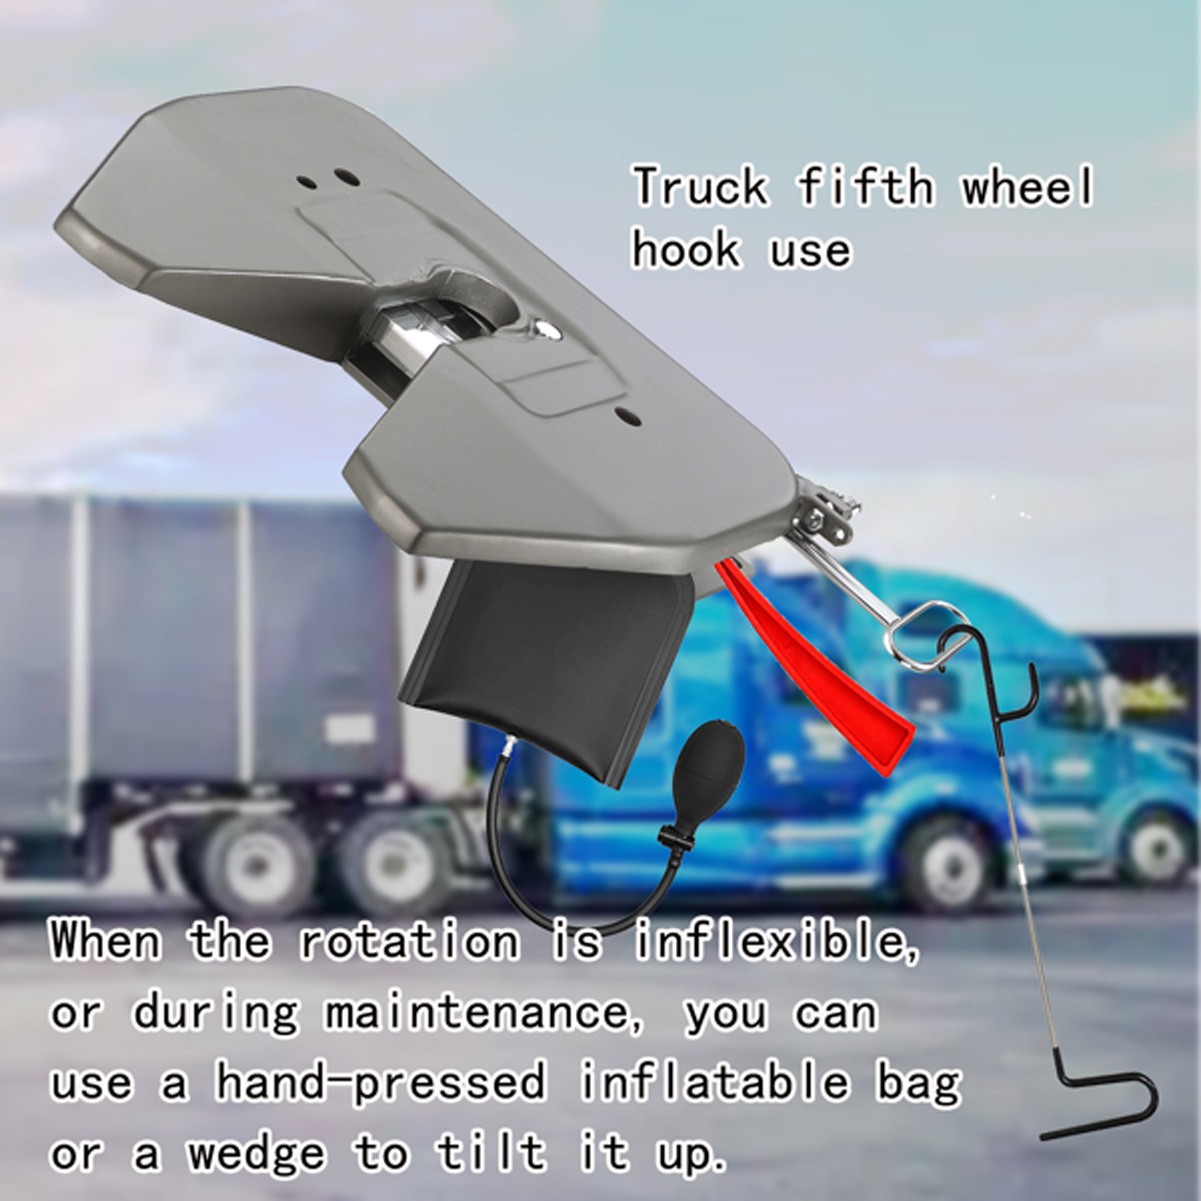 Truck fifth wheel
hook use
When the rotation is inflexible,
or during maintenance, you can
use a hand-pressed inflatable bag
or a wedge to tilt it up.